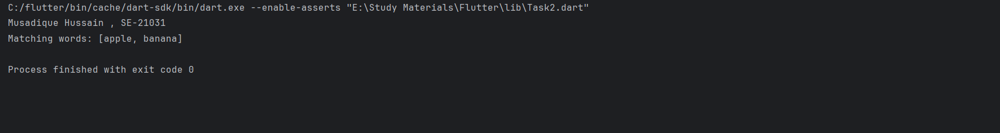 C:/flutter/bin/cache/dart-sdk/bin/dart.exe --enable-asserts "E:\Study Materials\Flutter\lib\Task2.dart"
Musadique Hussain , SE-21031
Matching words: [apple, banana]
Process finished with exit code 0